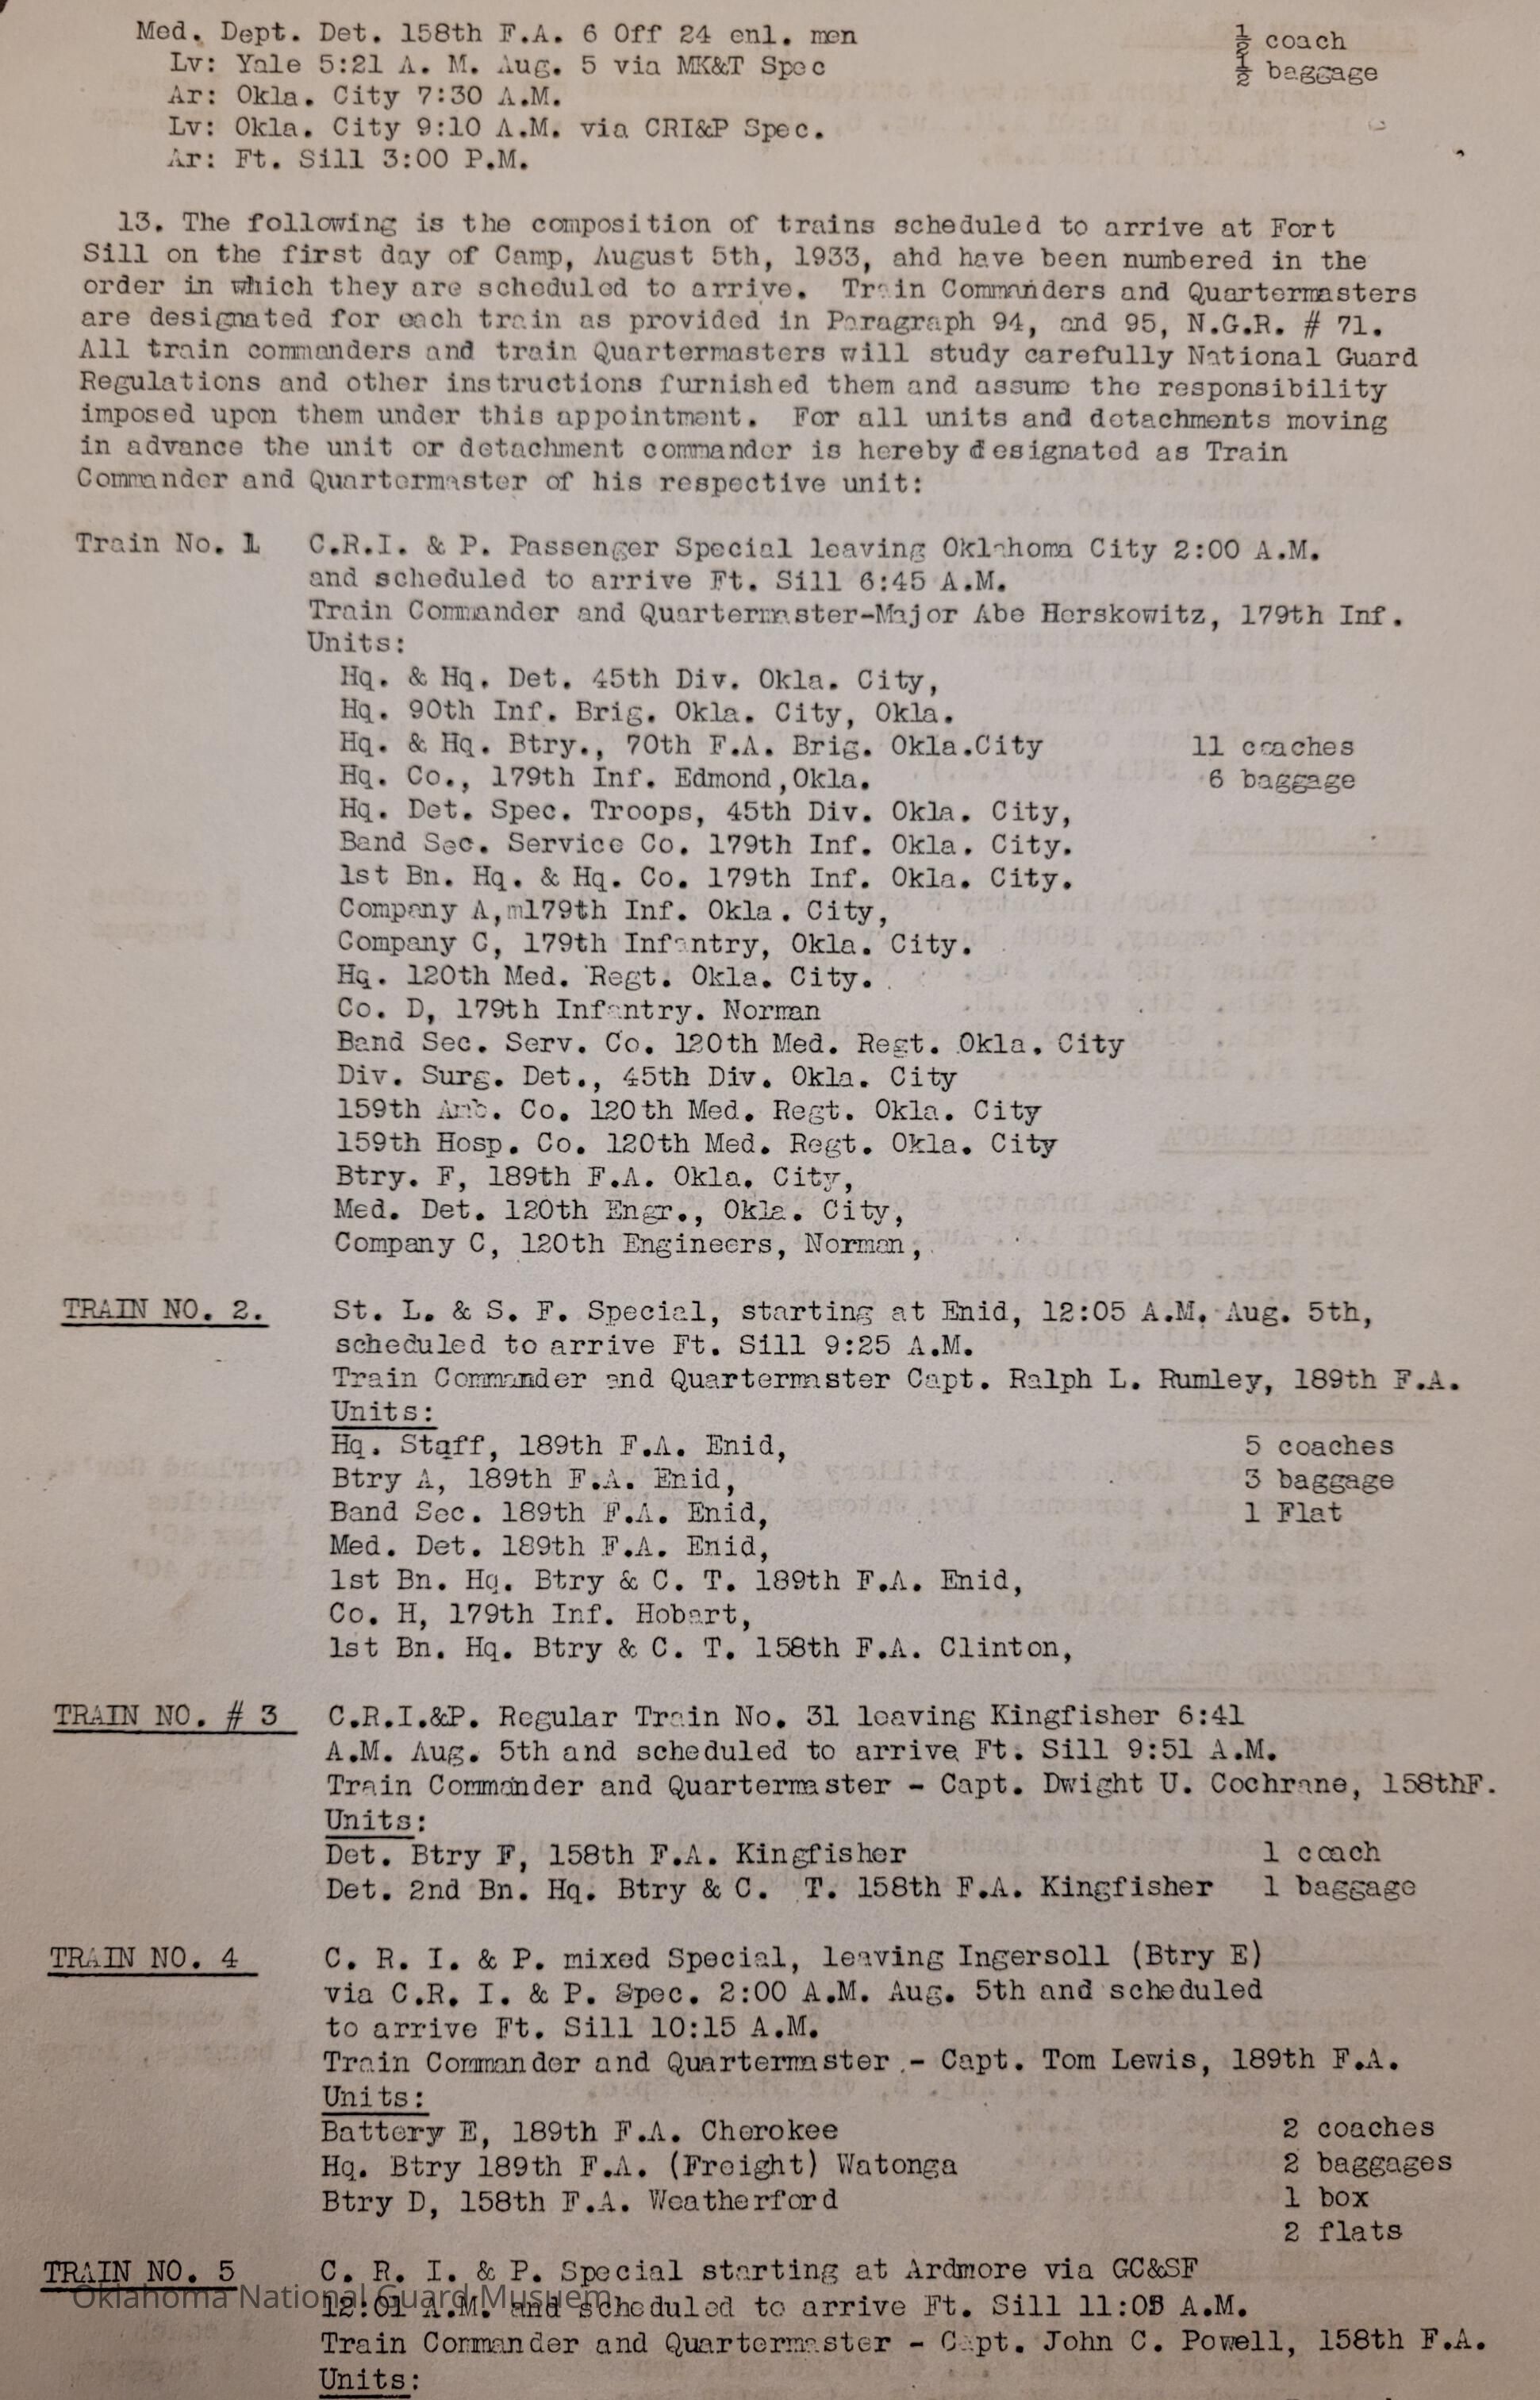 Med. Dept. Det. 158th F.A. 6 Off 24 enl. men ½ coach
Lv: Yale 5:21 A. M. Aug. 5 via MK&T Spec ½ baggage
Ar: Okla. City 7:30 A.M.
Lv: Okla. City 9:10 A.M. via CRI&P Spec.
Ar: Ft. Sill 3:00 P.M.
13. The following is the composition of trains scheduled to arrive at Fort
Sill on the first day of Camp, August 5th, 1933, ahd have been numbered in the
order in which they are scheduled to arrive. Train Commanders and Quartermasters
are designated for each train as provided in Paragraph 94, and 95, N.G.R. # 71.
All train commanders and train Quartermasters will study carefully National Guard
Regulations and other instructions furnished them and assume the responsibility
imposed upon them under this appointment. For all units and detachments moving
in advance the unit or detachment commander is hereby designated as Train
Commander and Quartermaster of his respective unit:
Train No. 1 C.R.I. & P. Passenger Special leaving Oklahoma City 2:00 A.M.
and scheduled to arrive Ft. Sill 6:45 A.M.
Train Commander and Quartermaster-Major Abe Herskowitz, 179th Inf.
Units:
Hq. & Hq. Det. 45th Div. Okla. City,
Hq. 90th Inf. Brig. Okla. City, Okla.
Hq. & Hq. Btry., 70th F.A. Brig. Okla.City 11 coaches
Hq. Co., 179th Inf. Edmond,Okla. 6 baggage
Hq. Det. Spec. Troops, 45th Div. Okla. City,
Band Sec. Service Co. 179th Inf. Okla. City.
1st Bn. Hq. & Hq. Co. 179th Inf. Okla. City.
Company A,m179th Inf. Okla. City,
Company C, 179th Infantry, Okla. City.
Hq. 120th Med. Regt. Okla. City.
Co. D, 179th Infantry. Norman
Band Sec. Serv. Co. 120th Med. Regt. Okla. City
Div. Surg. Det., 45th Div. Okla. City
159th Amb. Co. 120th Med. Regt. Okla. City
159th Hosp. Co. 120th Med. Regt. Okla. City
Btry. F, 189th F.A. Okla. City,
Med. Det. 120th Engr., Okla. City,
Company C, 120th Engineers, Norman,
TRAIN NO. 2. St. L. & S. F. Special, starting at Enid, 12:05 A.M. Aug. 5th,
scheduled to arrive Ft. Sill 9:25 A.M.
Train Commander and Quartermaster Capt. Ralph L. Rumley, 189th F.A.
Units:
Hq. Staff, 189th F.A. Enid, 5 coaches
Btry A, 189th F.A. Enid, 3 baggage
Band Sec. 189th F.A. Enid, 1 Flat
Med. Det. 189th F.A. Enid,
1st Bn. Hq. Btry & C. T. 189th F.A. Enid,
Co. H, 179th Inf. Hobart,
1st Bn. Hq. Btry & C. T. 158th F.A. Clinton,
TRAIN NO. # 3 C.R.I.&P. Regular Train No. 31 leaving Kingfisher 6:41
A.M. Aug. 5th and scheduled to arrive Ft. Sill 9:51 A.M.
Train Commander and Quartermaster - Capt. Dwight U. Cochrane, 158thF.
Units:
Det. Btry F, 158th F.A. Kingfisher 1 coach
Det. 2nd Bn. Hq. Btry & C. T. 158th F.A. Kingfisher 1 baggage
TRAIN NO. 4 C. R. I. & P. mixed Special, leaving Ingersoll (Btry E)
via C.R. I. & P. Spec. 2:00 A.M. Aug. 5th and scheduled
to arrive Ft. Sill 10:15 A.M.
Train Commander and Quartermaster - Capt. Tom Lewis, 189th F.A.
Units:
Battery E, 189th F.A. Cherokee 2 coaches
Hq. Btry 189th F.A. (Freight) Watonga 2 baggages
Btry D, 158th F.A. Weatherford 1 box
2 flats
TRAIN NO. 5 C. R. I. & P. Special starting at Ardmore via GC&SF
Oklahoma National Guard Musuem
12:01 A.M. and scheduled to arrive Ft. Sill 11:05 A.M.
Train Commander and Quartermaster - Capt. John C. Powell, 158th F.A.
Units: